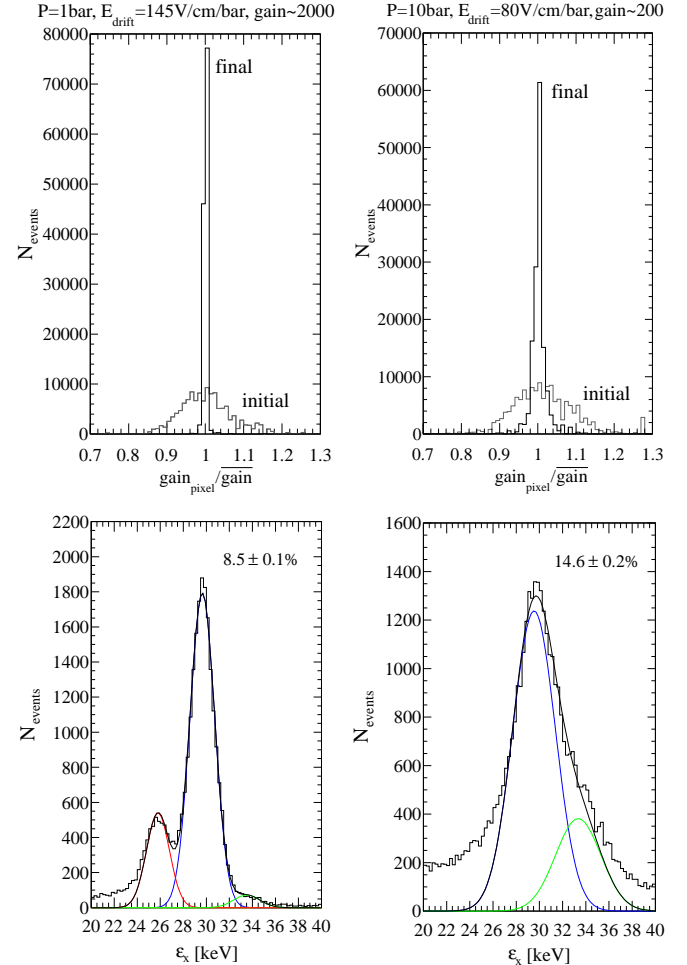 P=1bar, E_drift=145V/cm/bar, gain~2000
P=10bar, E_drift=80V/cm/bar, gain~200
80000
70000
60000
50000
40000
30000
20000
10000
0
N_events
final
initial
0.7 0.8 0.9 1 1.1 1.2 1.3
gain_pixel/gain
70000
60000
50000
40000
30000
20000
10000
0
N_events
final
initial
0.7 0.8 0.9 1 1.1 1.2 1.3
gain_pixel/gain
2200
2000
1800
1600
1400
1200
1000
800
600
400
200
0
N_events
8.5 ± 0.1%
20 22 24 26 28 30 32 34 36 38 40
ε_x [keV]
1600
1400
1200
1000
800
600
400
200
0
N_events
14.6 ± 0.2%
20 22 24 26 28 30 32 34 36 38 40
ε_x [keV]